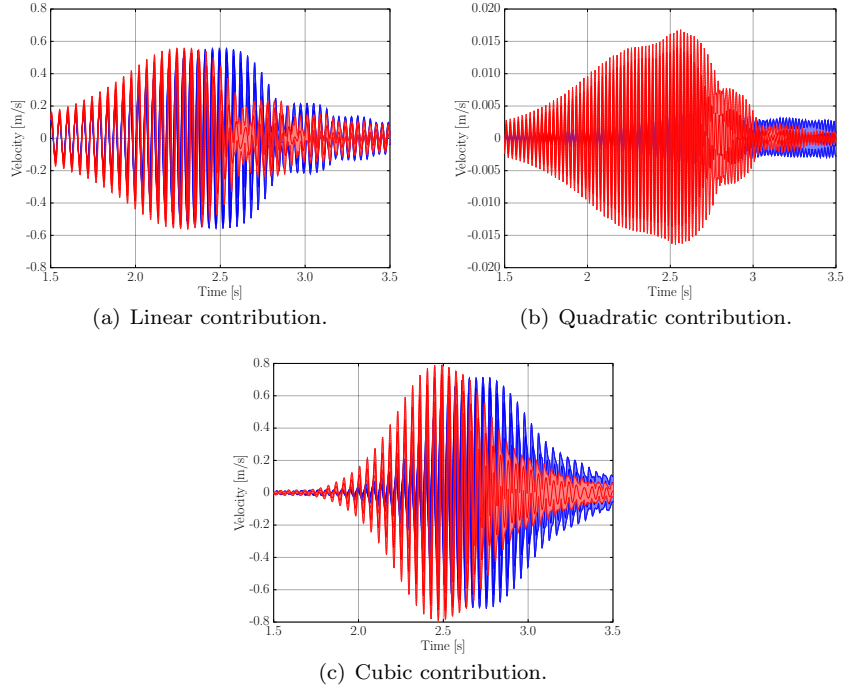 0.8
0.6
0.4
0.2
0
-0.2
-0.4
-0.6
-0.8
Velocity [m/s]
1.5 2.0 2.5 3.0 3.5
Time [s]
(a) Linear contribution.
0.020
0.015
0.010
0.005
0
-0.005
-0.010
-0.015
-0.020
Velocity [m/s]
1.5 2 2.5 3 3.5
Time [s]
(b) Quadratic contribution.
0.8
0.6
0.4
0.2
0
-0.2
-0.4
-0.6
-0.8
Velocity [m/s]
1.5 2.0 2.5 3.0 3.5
Time [s]
(c) Cubic contribution.